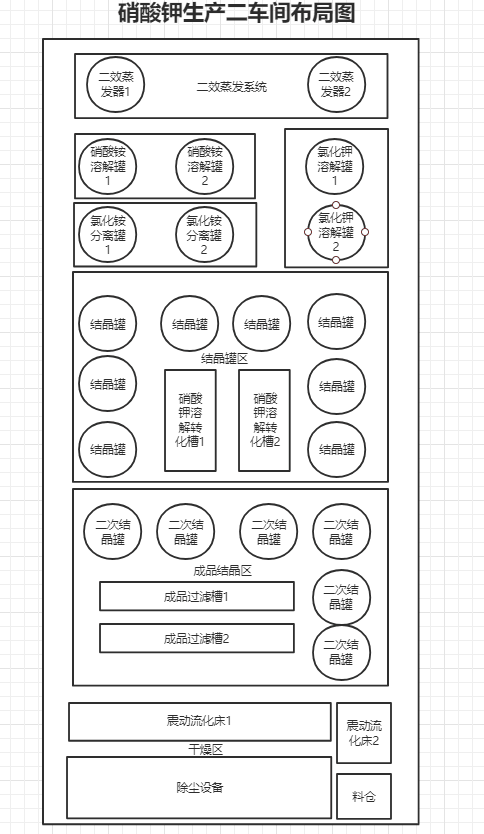 硝酸钾生产二车间布局图
二效蒸
发器1
二效蒸发系统
二效蒸
发器2
硝酸铵
溶解罐
1
硝酸铵
溶解罐
2
氯化钾
溶解罐
1
氯化铵
分离罐
1
氯化铵
分离罐
2
氯化钾
溶解罐
2
结晶罐
结晶罐
结晶罐
结晶罐
结晶罐区
结晶罐
硝酸
钾溶
解转
化槽1
硝酸
钾溶
解转
化槽2
结晶罐
结晶罐
结晶罐
二次结
晶罐
二次结
晶罐
二次结
晶罐
二次结
晶罐
成品结晶区
成品过滤槽1
二次结
晶罐
成品过滤槽2
二次结
晶罐
震动流化床1
震动流
化床2
干燥区
除尘设备
料仓